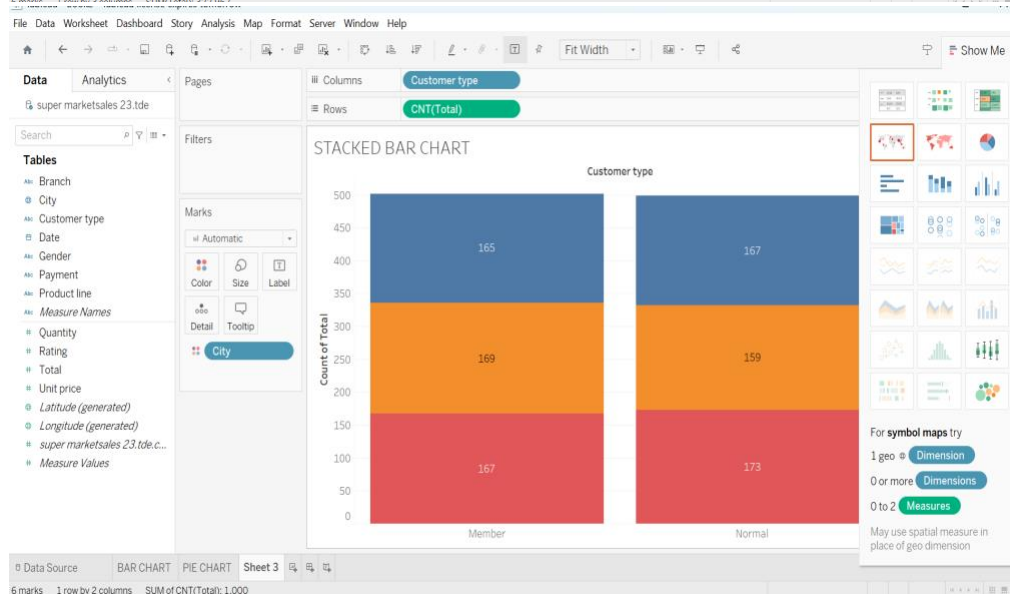 File Data Worksheet Dashboard Story Analysis Map Format Server Window Help
Fit Width
Show Me
Data Analytics
super marketsales 23.tde
Search
Tables
Abc Branch
City
Abc Customer type
Date
Abc Gender
Abc Payment
Abc Product line
Abc Measure Names
# Quantity
# Rating
# Total
# Unit price
Latitude (generated)
Longitude (generated)
# super marketsales 23.tde.c...
# Measure Values
Pages
Filters
Marks
Automatic
Color Size Label
Detail Tooltip
City
Columns Customer type
Rows CNT(Total)
STACKED BAR CHART
Customer type
Count of Total
500
450
400
350
300
250
200
150
100
50
0
165
167
169
159
167
173
Member Normal
For symbol maps try
1 geo Dimension
0 or more Dimensions
0 to 2 Measures
May use spatial measure in
place of geo dimension
Data Source BAR CHART PIE CHART Sheet 3
6 marks 1 row by 2 columns SUM of CNT(Total): 1,000